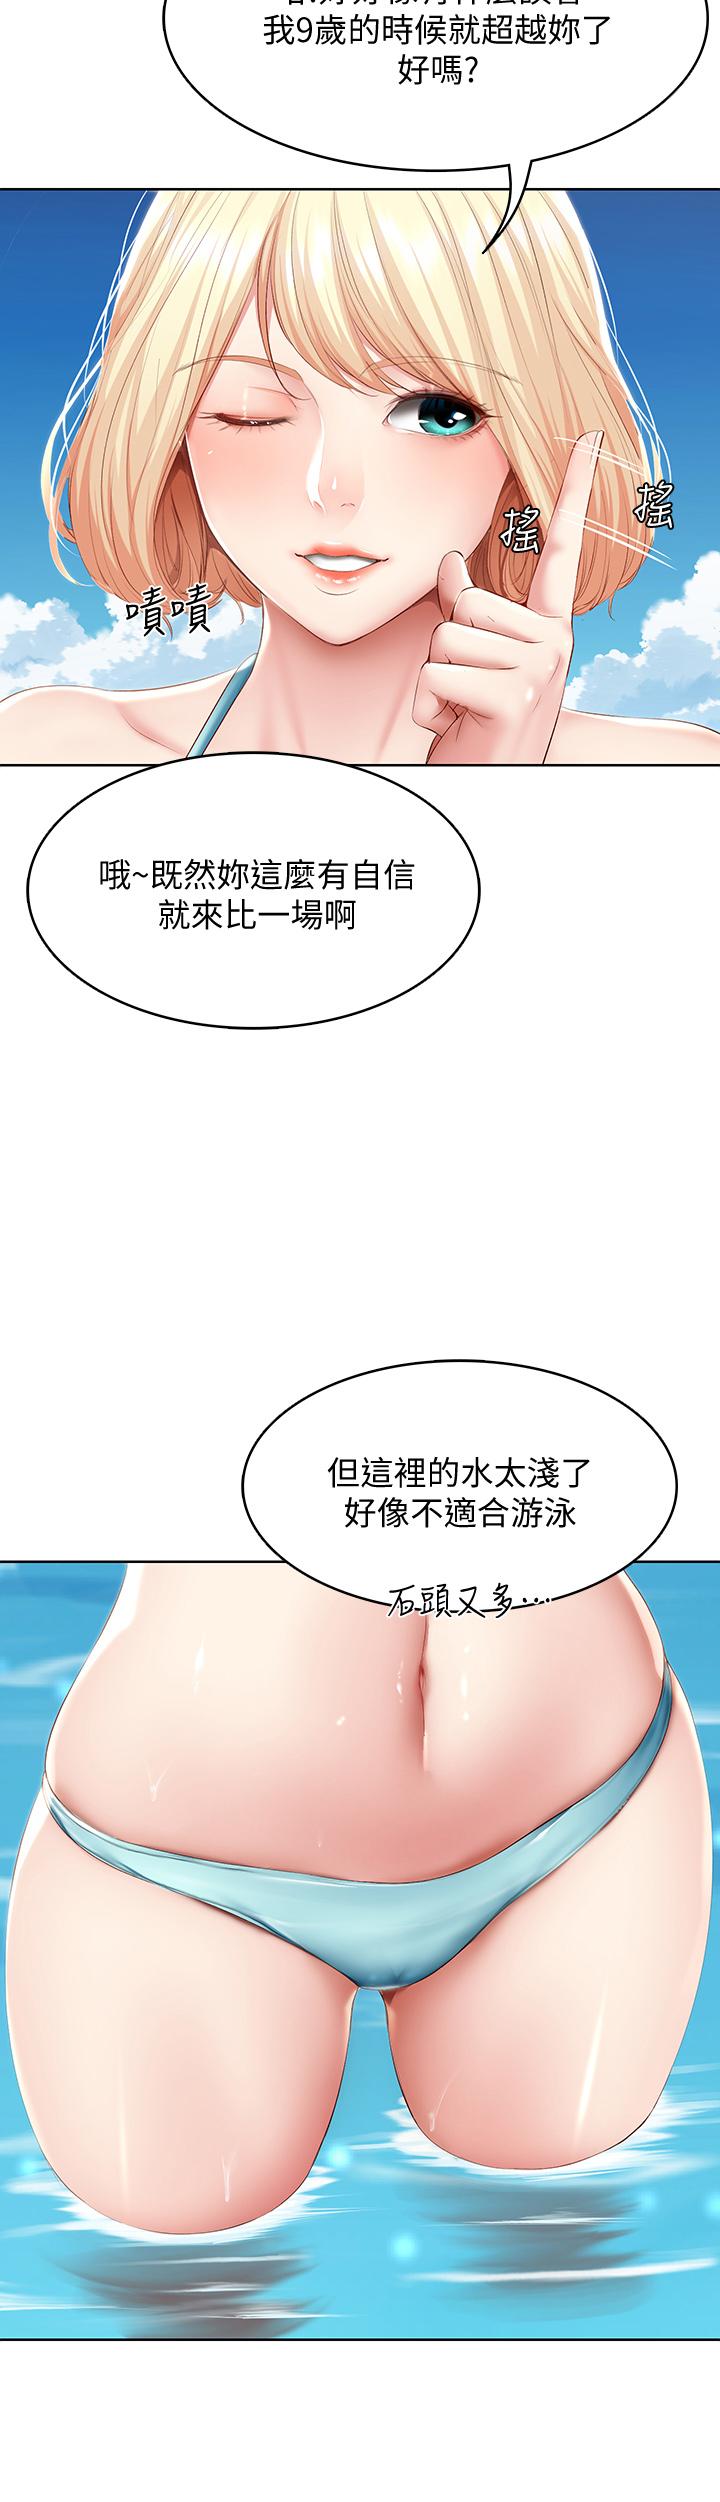 我9歲的時候就超越妳了
好嗎?
搖
搖
嘖嘖
哦~既然妳這麼有自信
就來比一場啊
但這裡的水太淺了
好像不適合游泳
石頭又多…